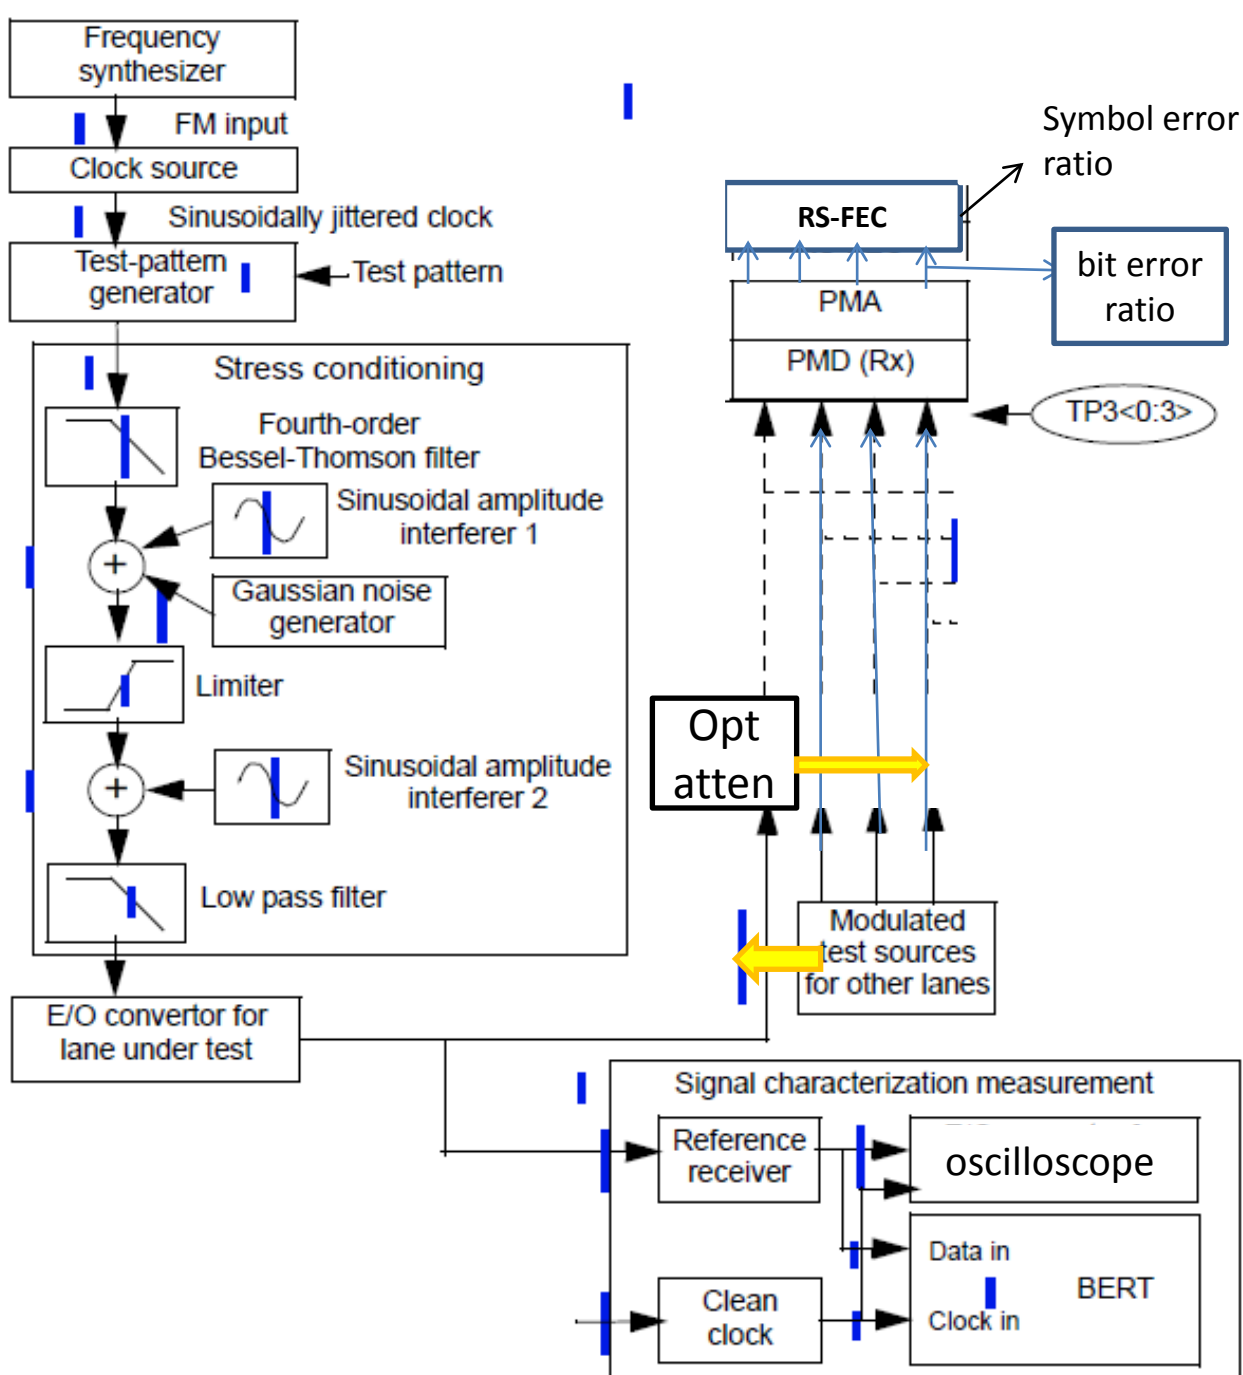 Frequency
synthesizer
FM input
Clock source
Sinusoidally jittered clock
Test-pattern
generator
Test pattern
Stress conditioning
Fourth-order
Bessel-Thomson filter
Sinusoidal amplitude
interferer 1
+
Gaussian noise
generator
Limiter
+
Sinusoidal amplitude
interferer 2
Low pass filter
E/O convertor for
lane under test
Symbol error
ratio
RS-FEC
bit error
ratio
PMA
PMD (Rx)
TP3<0:3>
Opt
atten
Modulated
test sources
for other lanes
Signal characterization measurement
Reference
receiver
oscilloscope
Data in
BERT
Clean
clock
Clock in